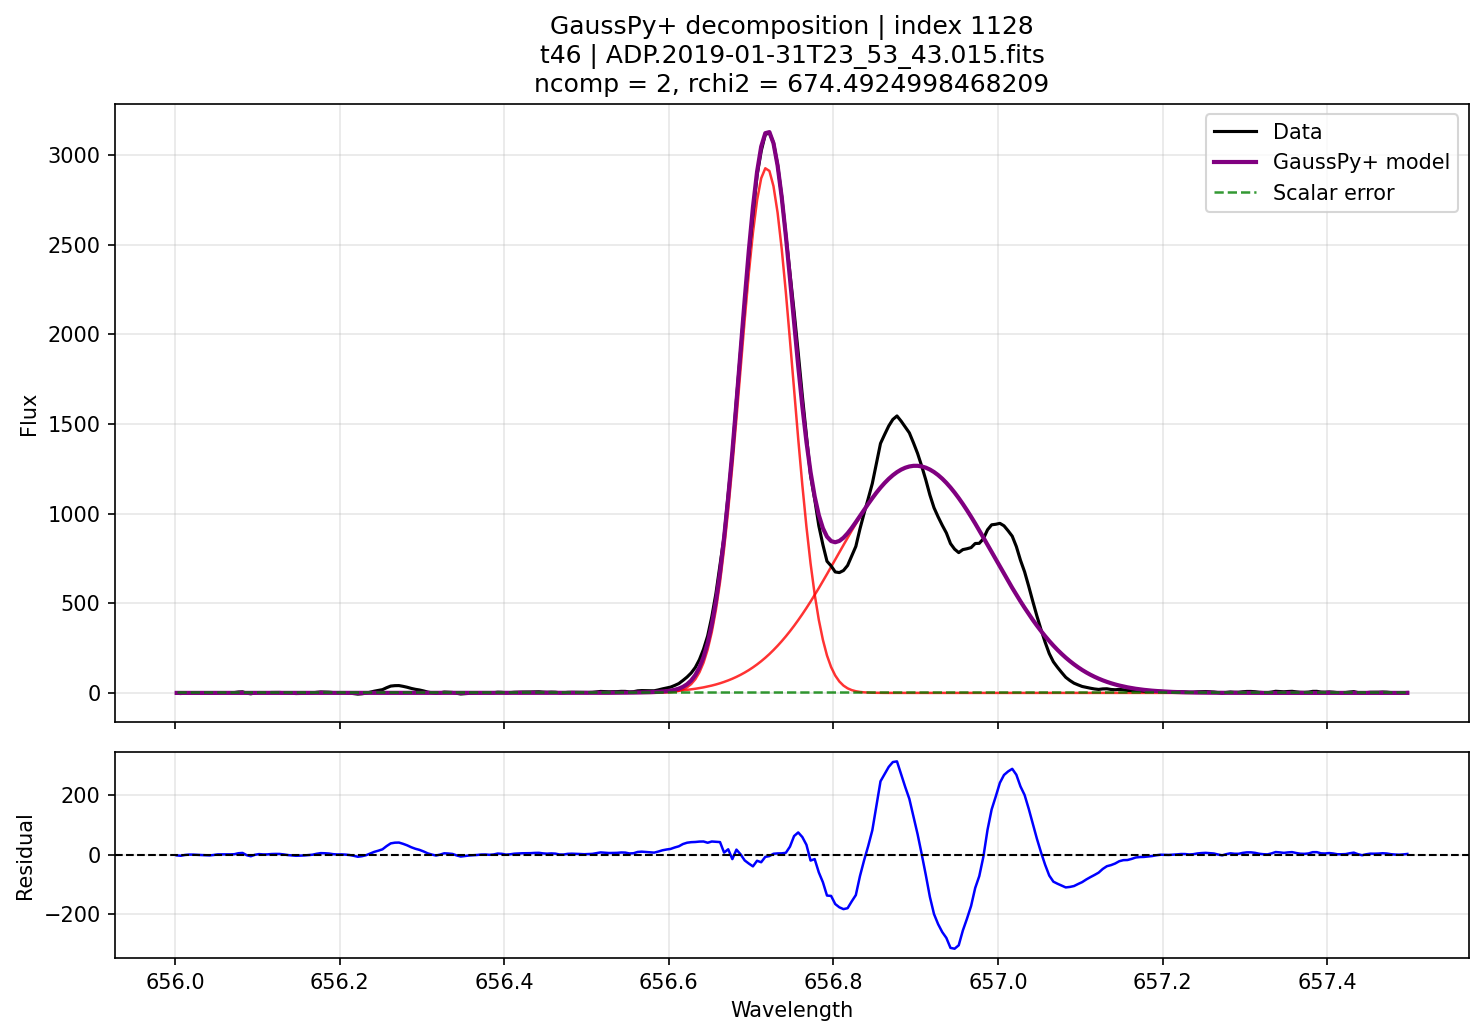 GaussPy+ decomposition | index 1128
t46 | ADP.2019-01-31T23_53_43.015.fits
ncomp = 2, rchi2 = 674.4924998468209
Data
GaussPy+ model
Scalar error
Flux
3000
2500
2000
1500
1000
500
0
Residual
200
0
−200
656.0 656.2 656.4 656.6 656.8 657.0 657.2 657.4
Wavelength